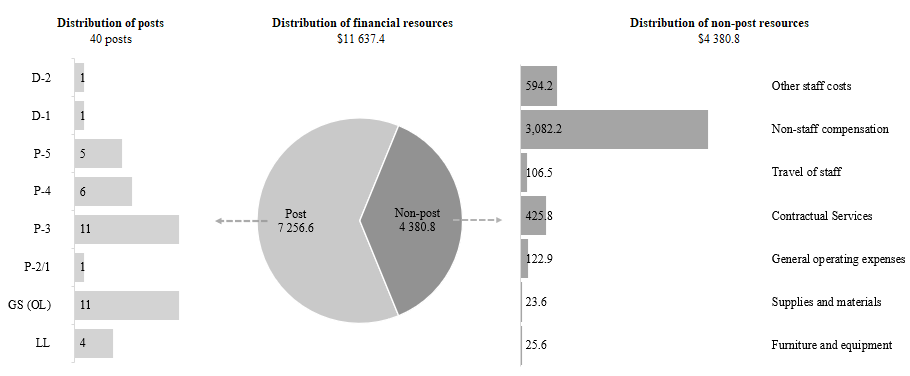 Distribution of posts
40 posts
D-2 1
D-1 1
P-5 5
P-4 6
P-3 11
P-2/1 1
GS (OL) 11
LL 4
Distribution of financial resources
$11 637.4
Post
7 256.6
Non-post
4 380.8
Distribution of non-post resources
$4 380.8
594.2 Other staff costs
3,082.2 Non-staff compensation
106.5 Travel of staff
425.8 Contractual Services
122.9 General operating expenses
23.6 Supplies and materials
25.6 Furniture and equipment